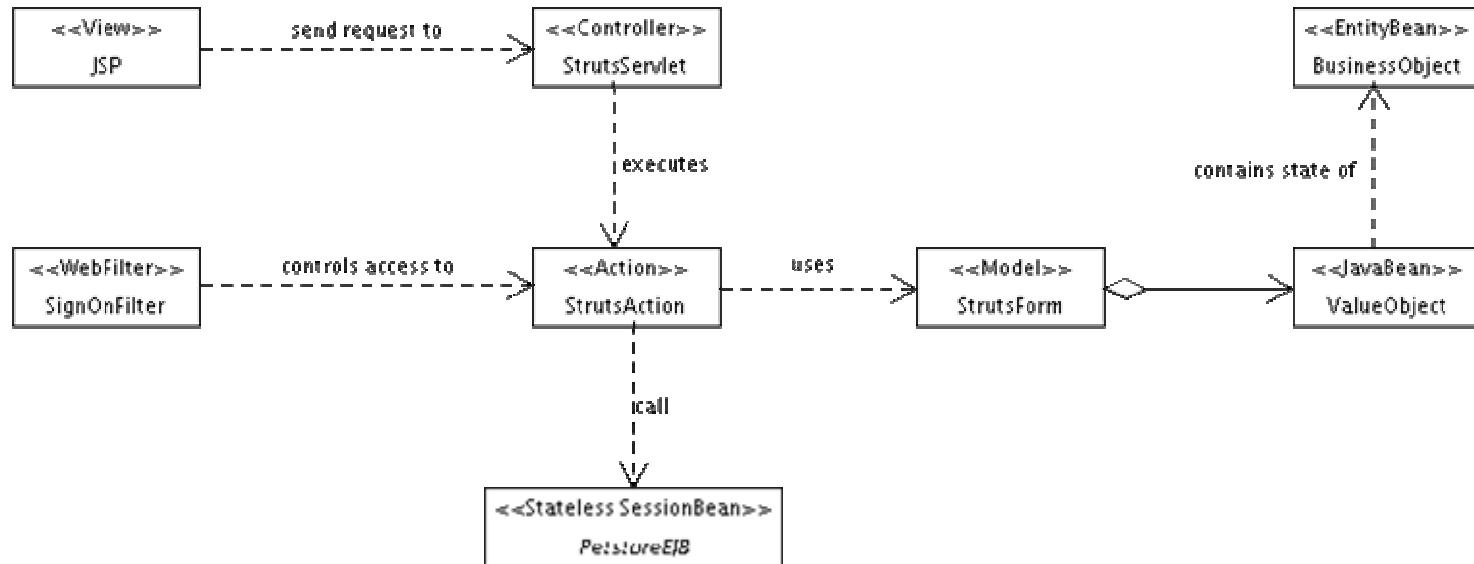 <<View>>
JSP
send request to
<<Controller>>
StrutsServlet
<<EntityBean>>
BusinessObject
executes
contains state of
<<WebFilter>>
SignOnFilter
controls access to
<<Action>>
StrutsAction
uses
<<Model>>
StrutsForm
<<JavaBean>>
ValueObject
call
<<Stateless SessionBean>>
PetstoreEJB